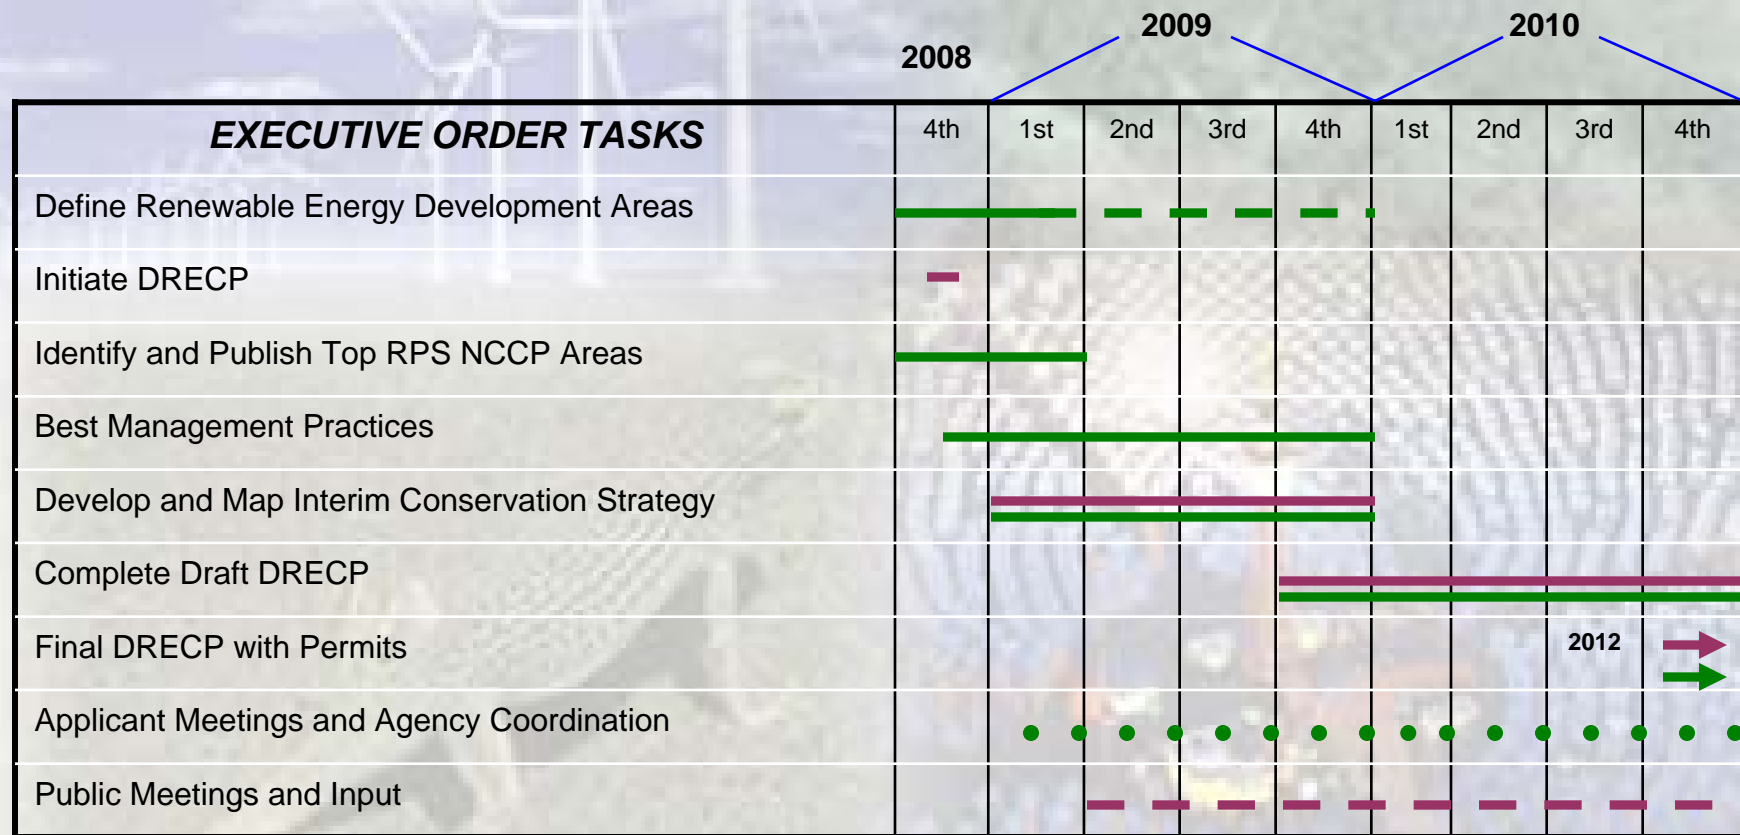 2008 2009 2010
EXECUTIVE ORDER TASKS 4th 1st 2nd 3rd 4th 1st 2nd 3rd 4th
Define Renewable Energy Development Areas
Initiate DRECP
Identify and Publish Top RPS NCCP Areas
Best Management Practices
Develop and Map Interim Conservation Strategy
Complete Draft DRECP
Final DRECP with Permits 2012
Applicant Meetings and Agency Coordination
Public Meetings and Input